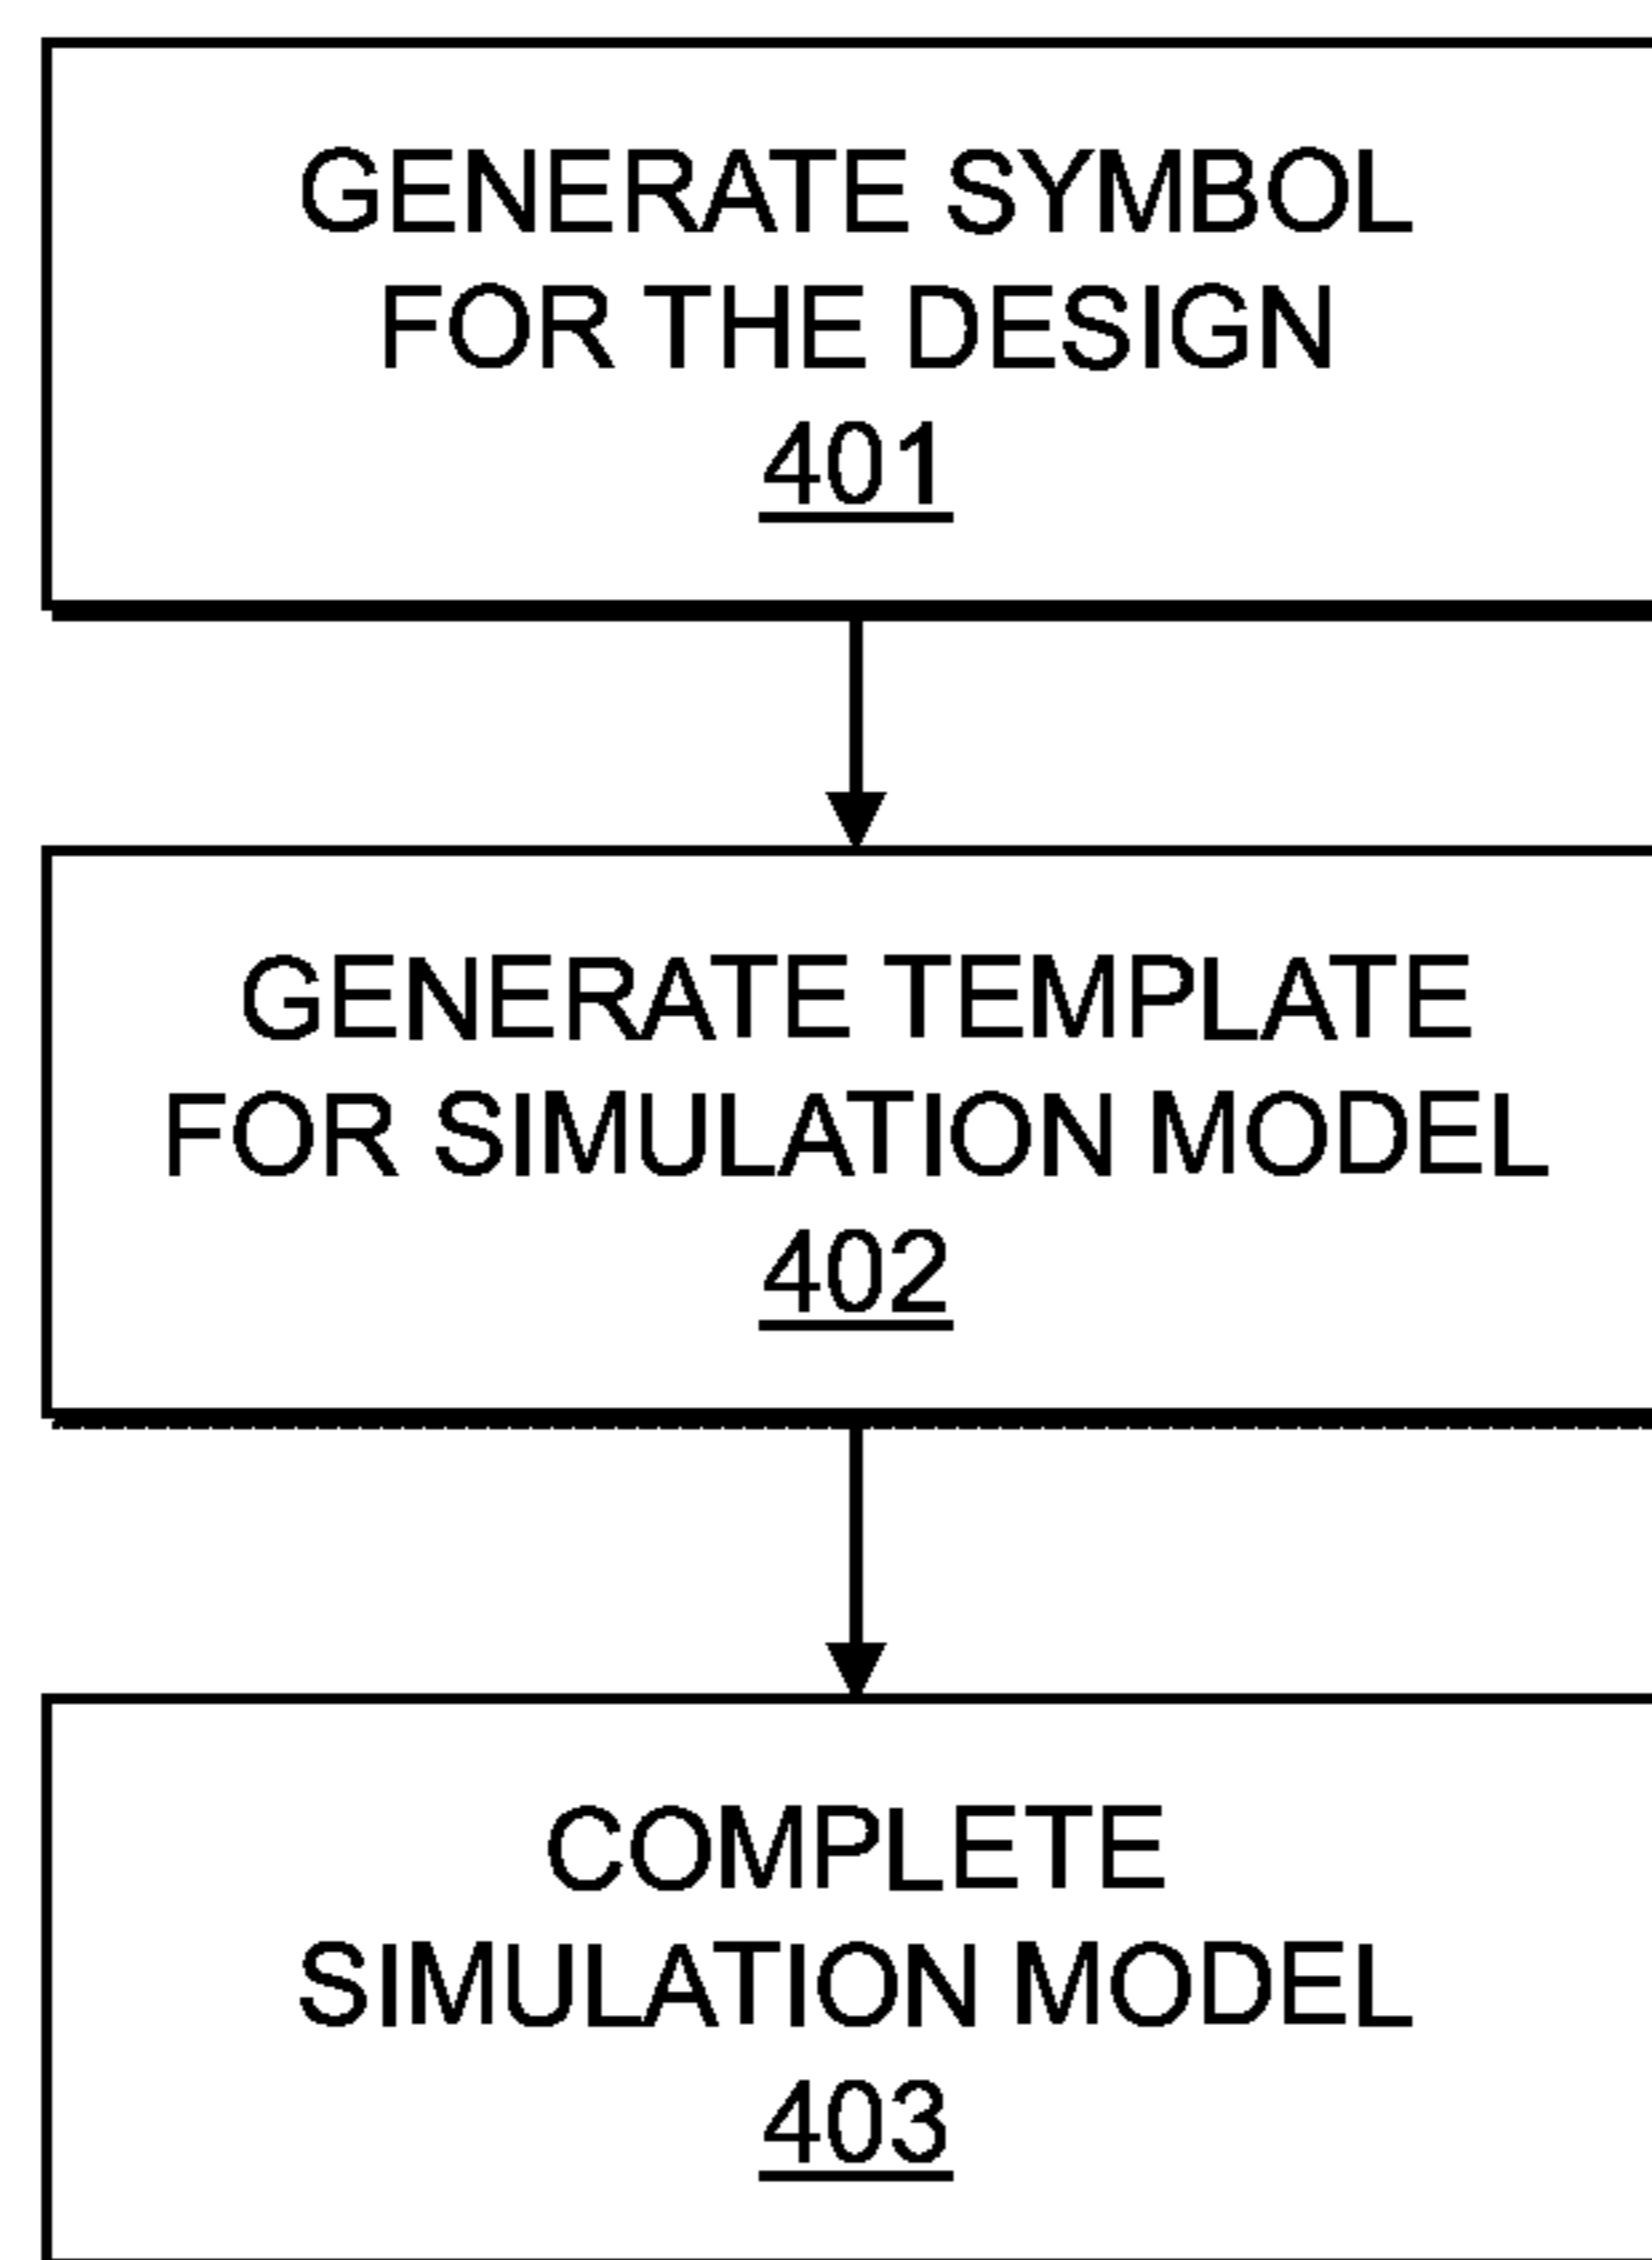 GENERATE SYMBOL
FOR THE DESIGN
401
GENERATE TEMPLATE
FOR SIMULATION MODEL
402
COMPLETE
SIMULATION MODEL
403